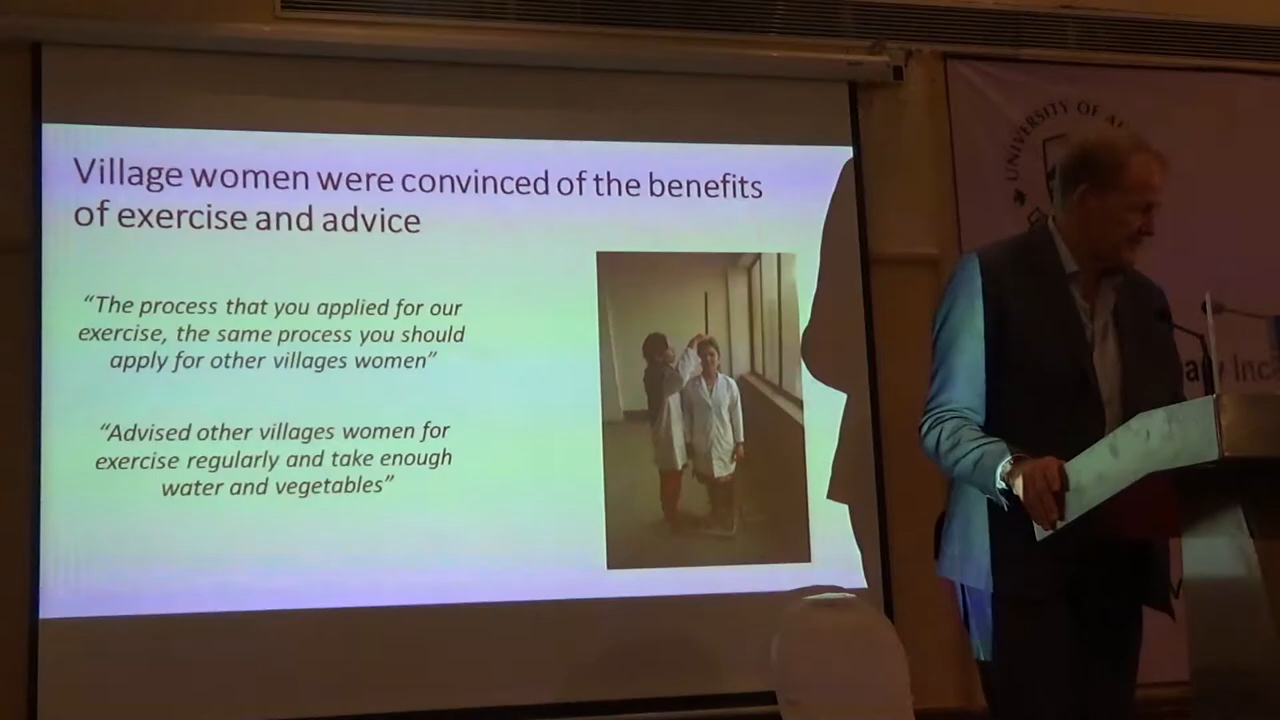 Village women were convinced of the benefits
of exercise and advice
“The process that you applied for our
exercise, the same process you should
apply for other villages women”
“Advised other villages women for
exercise regularly and take enough
water and vegetables”
UNIVERSITY OF